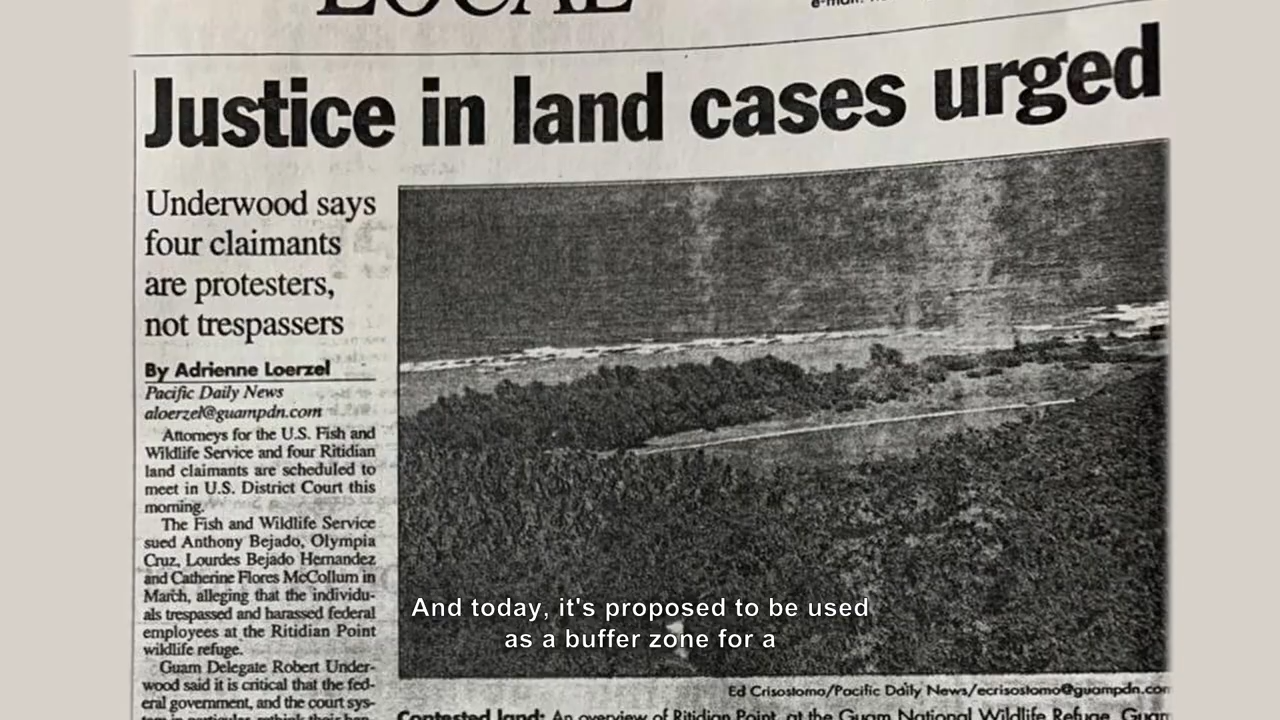 LOCAL
Justice in land cases urged
Underwood says
four claimants
are protesters,
not trespassers
By Adrienne Loerzel
Pacific Daily News
aloerzel@guampdn.com
Attorneys for the U.S. Fish and
Wildlife Service and four Ritidian
land claimants are scheduled to
meet in U.S. District Court this
morning.
The Fish and Wildlife Service
sued Anthony Bejado, Olympia
Cruz, Lourdes Bejado Hernandez
and Catherine Flores McCollum in
March, alleging that the individu-
als trespassed and harassed federal
employees at the Ritidian Point
wildlife refuge.
Guam Delegate Robert Under-
wood said it is critical that the fed-
eral government, and the court sys-
And today, it's proposed to be used
as a buffer zone for a
Ed Crisostomo/Pacific Daily News/ecrisostomo@guampdn.com
Contested land: An overview of Ritidian Point, at the Guam National Wildlife Refuge, Guam